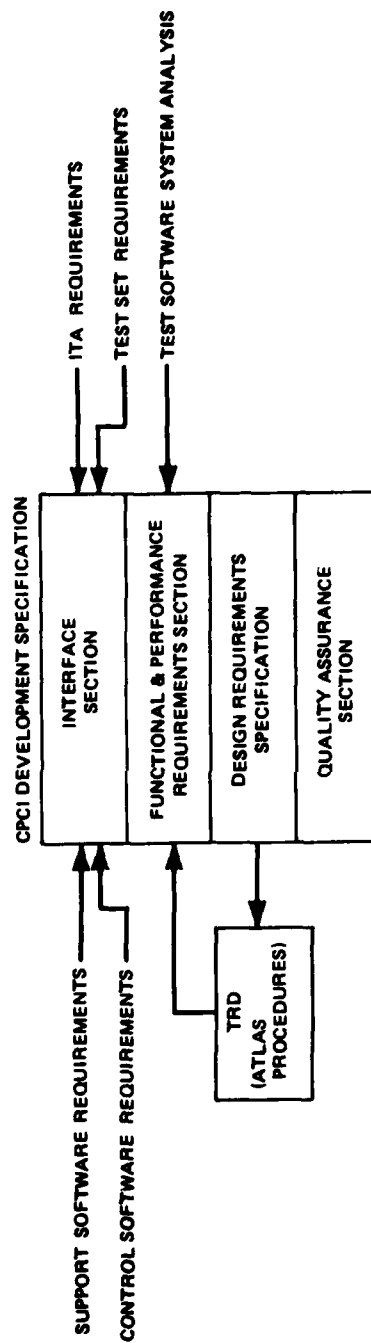 CPCI DEVELOPMENT SPECIFICATION
SUPPORT SOFTWARE REQUIREMENTS
CONTROL SOFTWARE REQUIREMENTS
INTERFACE
SECTION
ITA REQUIREMENTS
TEST SET REQUIREMENTS
FUNCTIONAL & PERFORMANCE
REQUIREMENTS SECTION
TEST SOFTWARE SYSTEM ANALYSIS
TRD
(ATLAS
PROCEDURES)
DESIGN REQUIREMENTS
SPECIFICATION
QUALITY ASSURANCE
SECTION